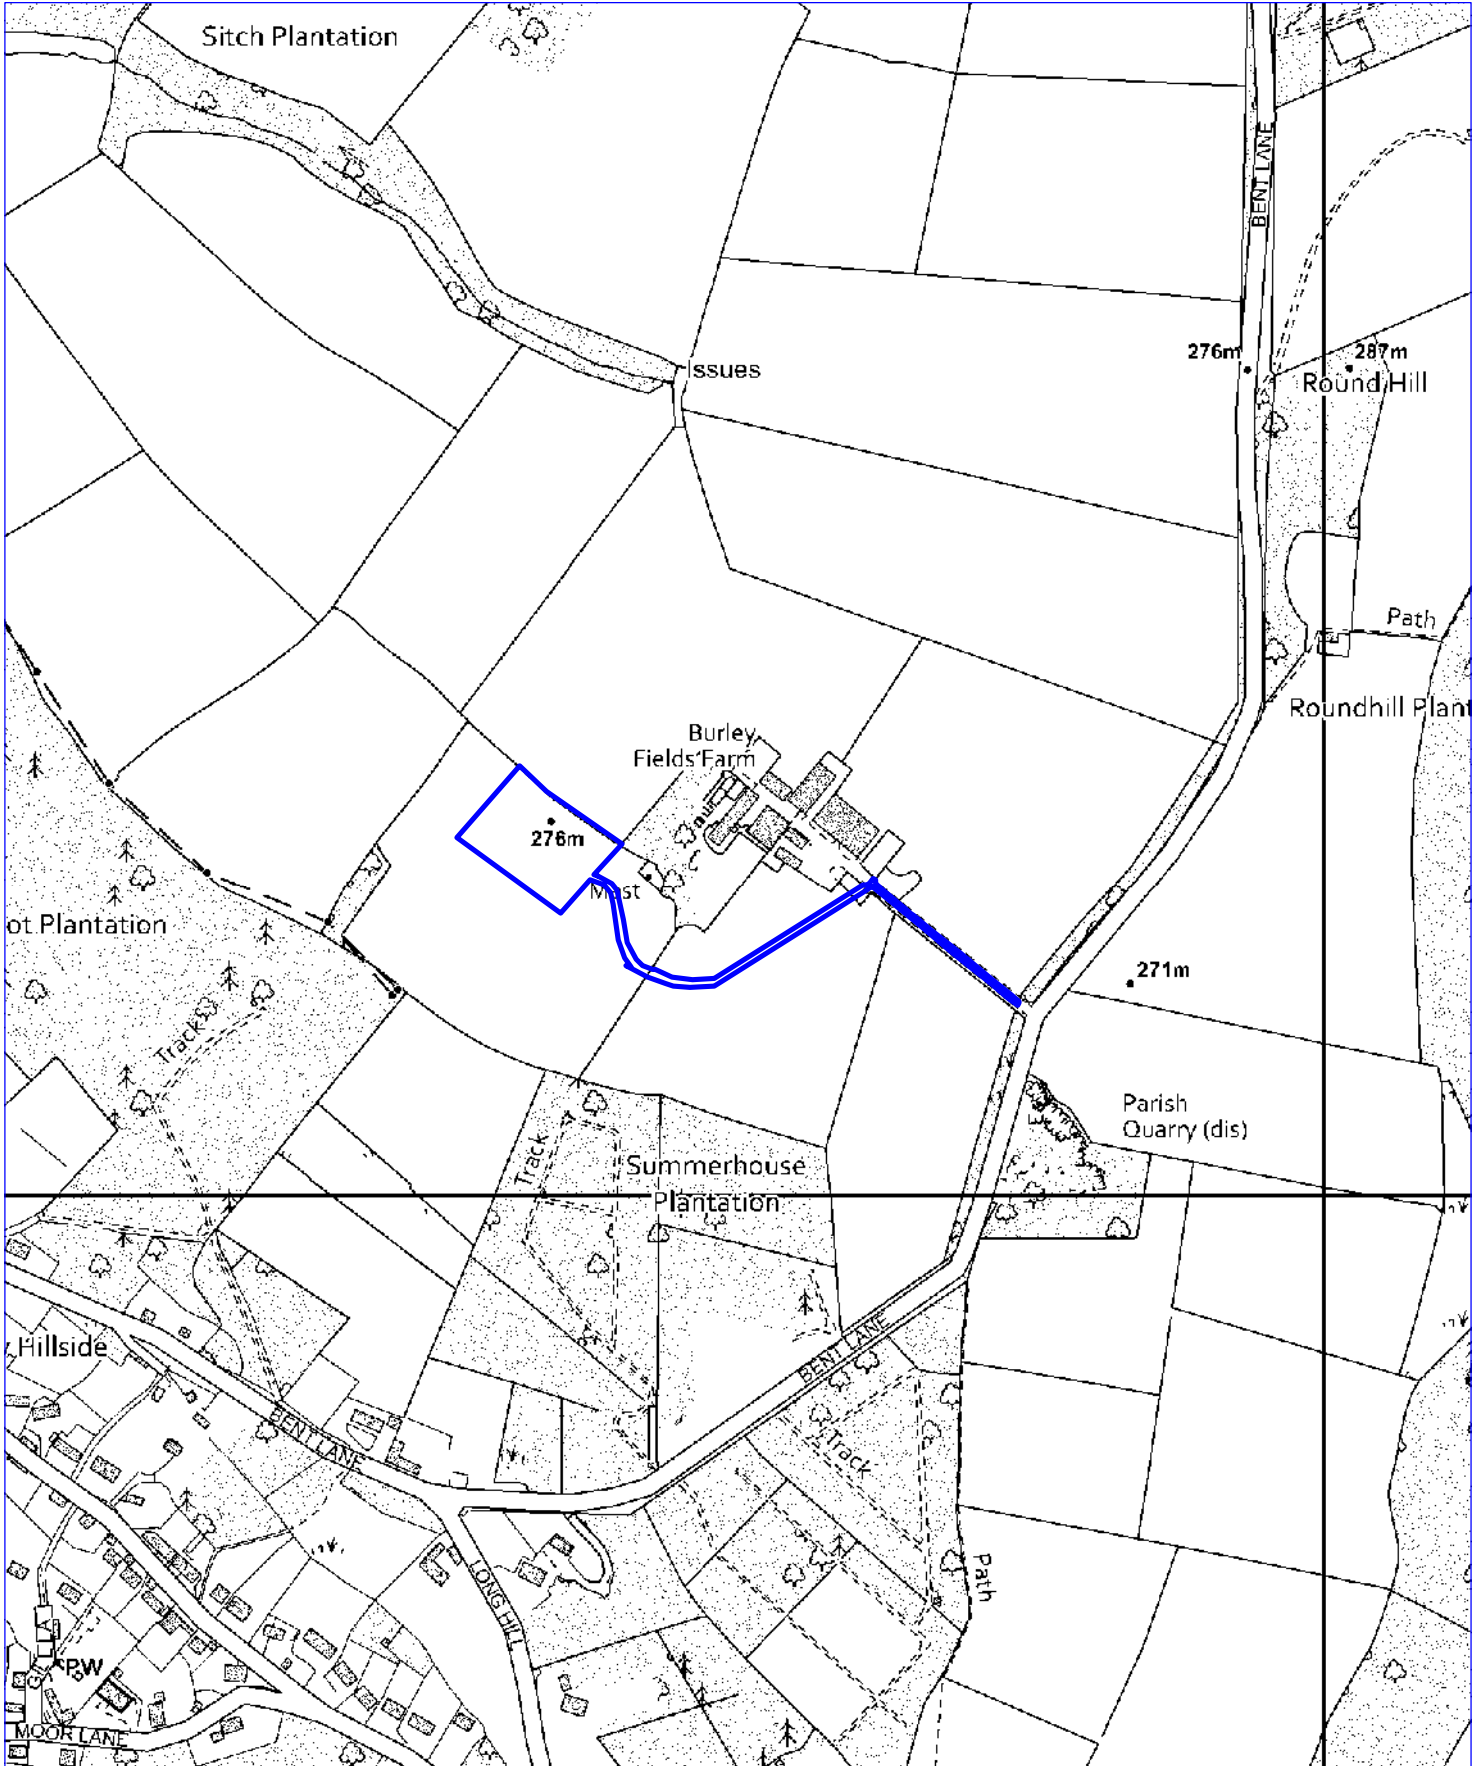 Sitch Plantation
BENT LANE
Issues
276m
287m
Round Hill
Path
Roundhill Plant
Burley
Fields Farm
276m
Mast
ot Plantation
271m
Track
Parish
Quarry (dis)
Track
Summerhouse
Plantation
Hillside
BENT LANE
BENT LANE
Track
Path
LONG HILL
PW
MOOR LANE